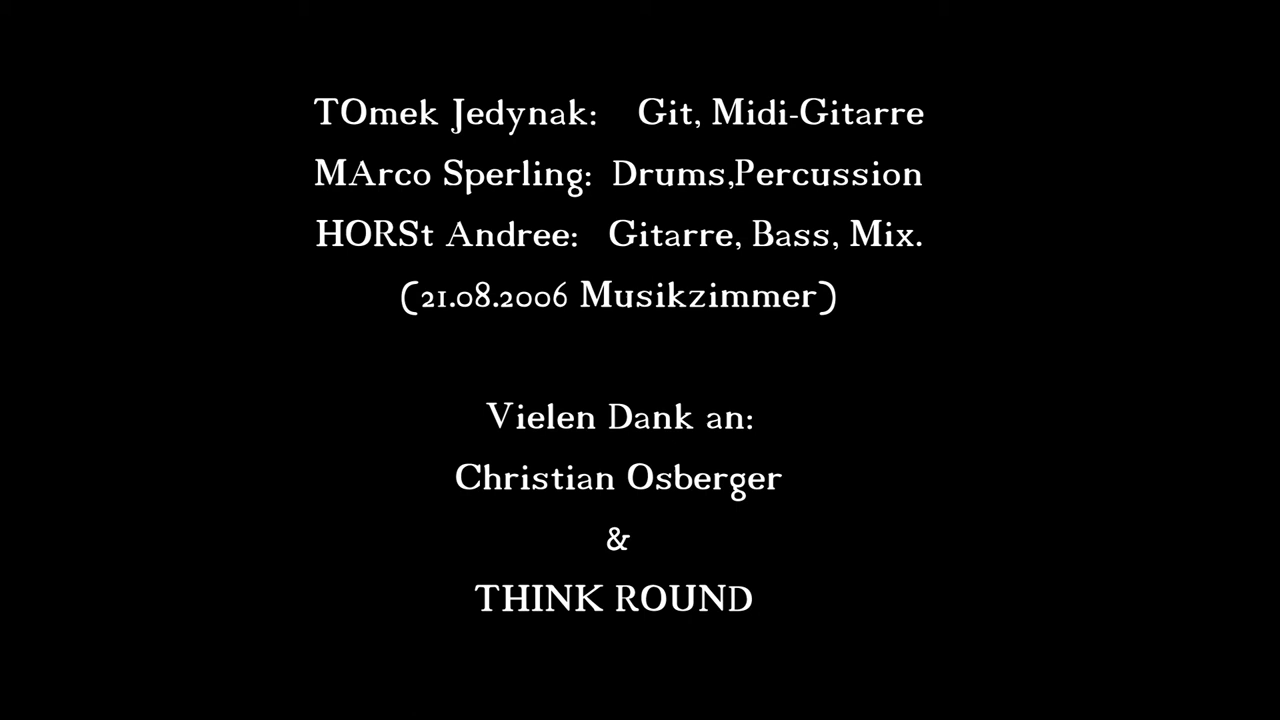 TOmek Jedynak: Git, Midi-Gitarre
MArco Sperling: Drums,Percussion
HORSt Andree: Gitarre, Bass, Mix.
(21.08.2006 Musikzimmer)
Vielen Dank an:
Christian Osberger
&
THINK ROUND